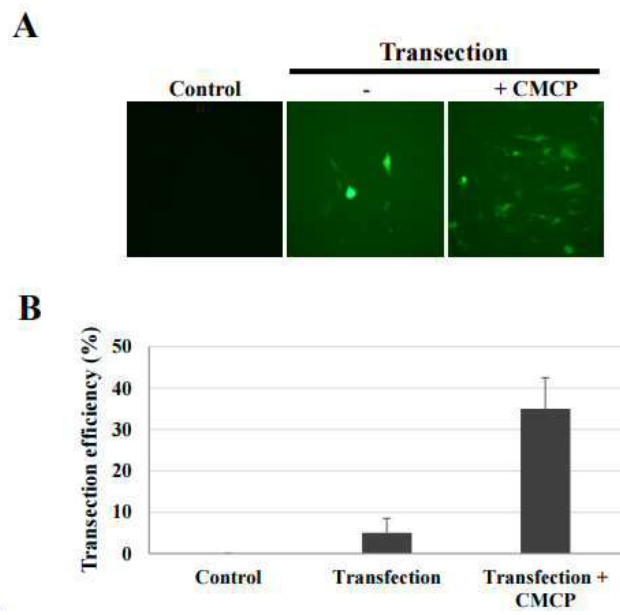 A
Transection
Control
-
+ CMCP
B
Transection efficiency (%)
50
40
30
20
10
0
Control
Transfection
Transfection +
CMCP